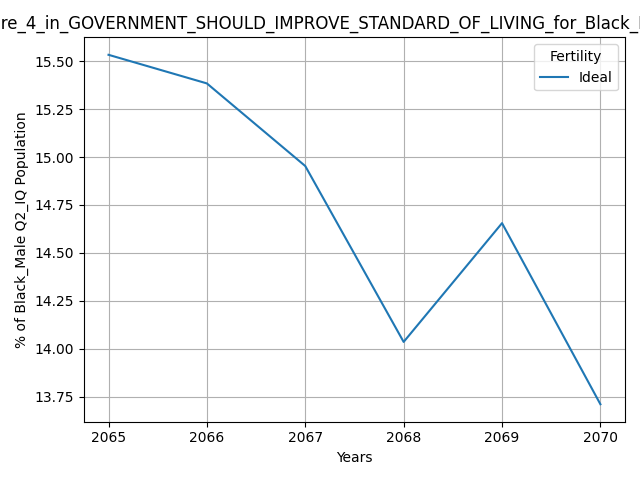 re_4_in_GOVERNMENT_SHOULD_IMPROVE_STANDARD_OF_LIVING_for_Black_
Fertility
Ideal
% of Black_Male Q2_IQ Population
15.50
15.25
15.00
14.75
14.50
14.25
14.00
13.75
2065 2066 2067 2068 2069 2070
Years